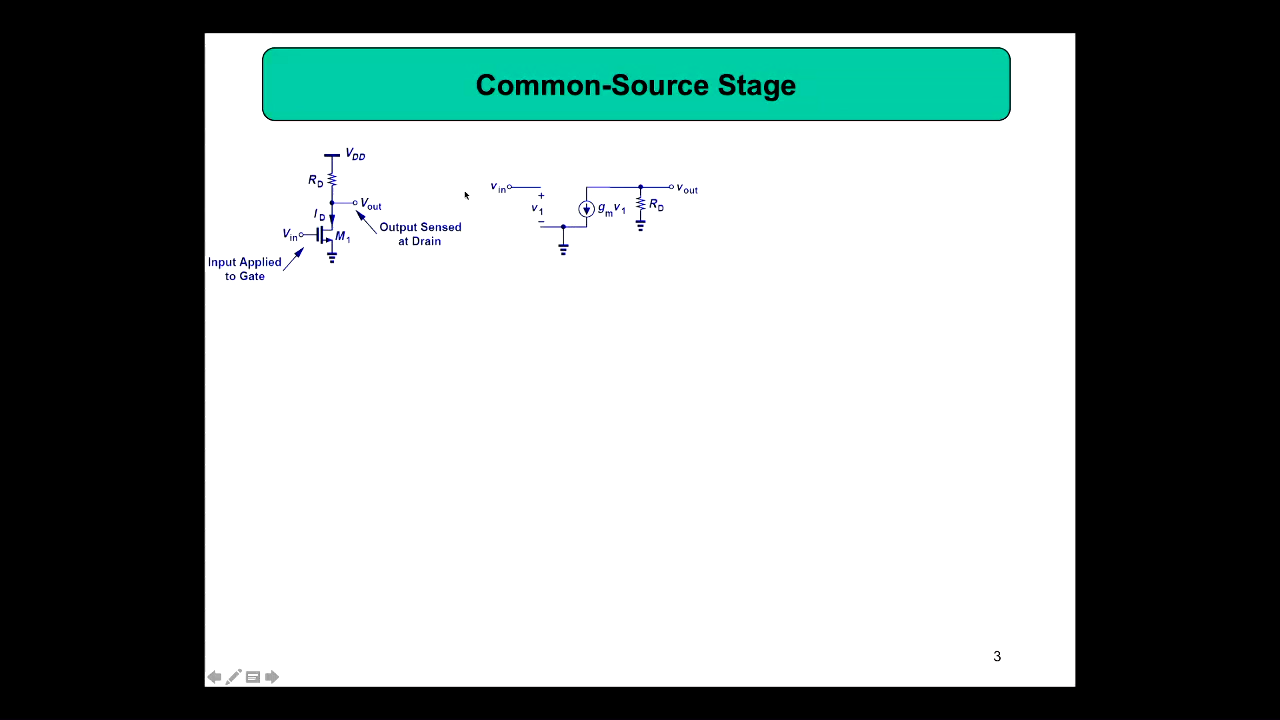 Common-Source Stage
VDD
RD
Vout
ID
Output Sensed
at Drain
Vin
M1
Input Applied
to Gate
vin
+
v1
−
gmv1
RD
vout
3